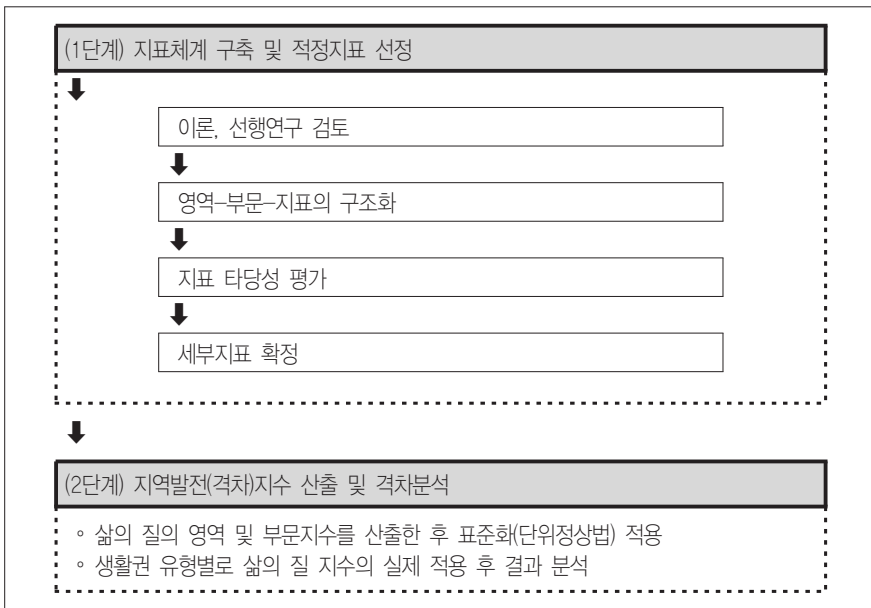 (1단계) 지표체계 구축 및 적정지표 선정
이론, 선행연구 검토
영역–부문–지표의 구조화
지표 타당성 평가
세부지표 확정
(2단계) 지역발전(격차)지수 산출 및 격차분석
◦ 삶의 질의 영역 및 부문지수를 산출한 후 표준화(단위정상법) 적용
◦ 생활권 유형별로 삶의 질 지수의 실제 적용 후 결과 분석